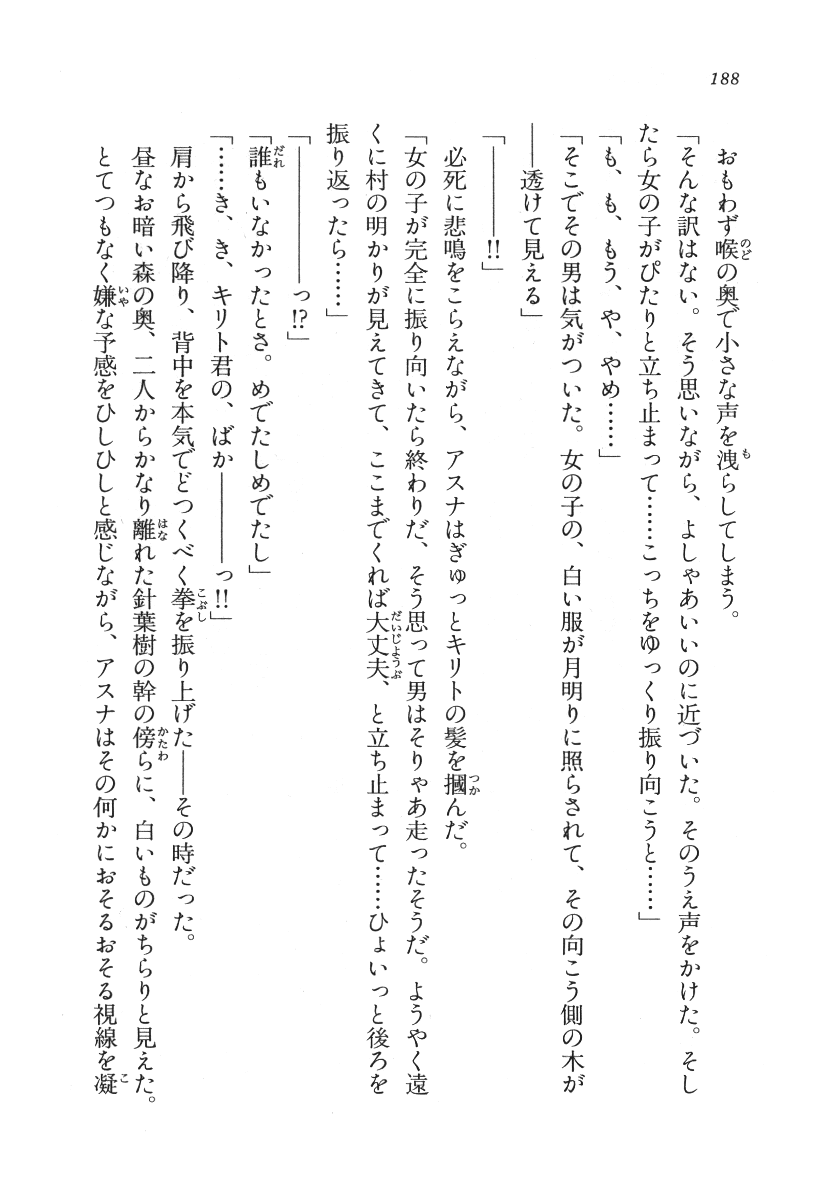 188
おもわず喉の奥で小さな声を洩らしてしまう。
「そんな訳はない。そう思いながら、よしゃあいいのに近づいた。そのうえ声をかけた。そし
たら女の子がぴたりと立ち止まって……こっちをゆっくり振り向こうと……」
「も、も、もう、や、やめ……」
「そこでその男は気がついた。女の子の、白い服が月明りに照らされて、その向こう側の木が
――透けて見える」
「――――!!」
必死に悲鳴をこらえながら、アスナはぎゅっとキリトの髪を摑んだ。
「女の子が完全に振り向いたら終わりだ、そう思って男はそりゃあ走ったそうだ。ようやく遠
くに村の明かりが見えてきて、ここまでくれば大丈夫、と立ち止まって……ひょいっと後ろを
振り返ったら……」
「――――っ!?」
「誰もいなかったとさ。めでたしめでたし」
「……き、き、キリト君の、ばか――――っ!!」
肩から飛び降り、背中を本気でどつくべく拳を振り上げた――その時だった。
昼なお暗い森の奥、二人からかなり離れた針葉樹の幹の傍らに、白いものがちらりと見えた。
とてつもなく嫌な予感をひしひしと感じながら、アスナはその何かにおそるおそる視線を凝